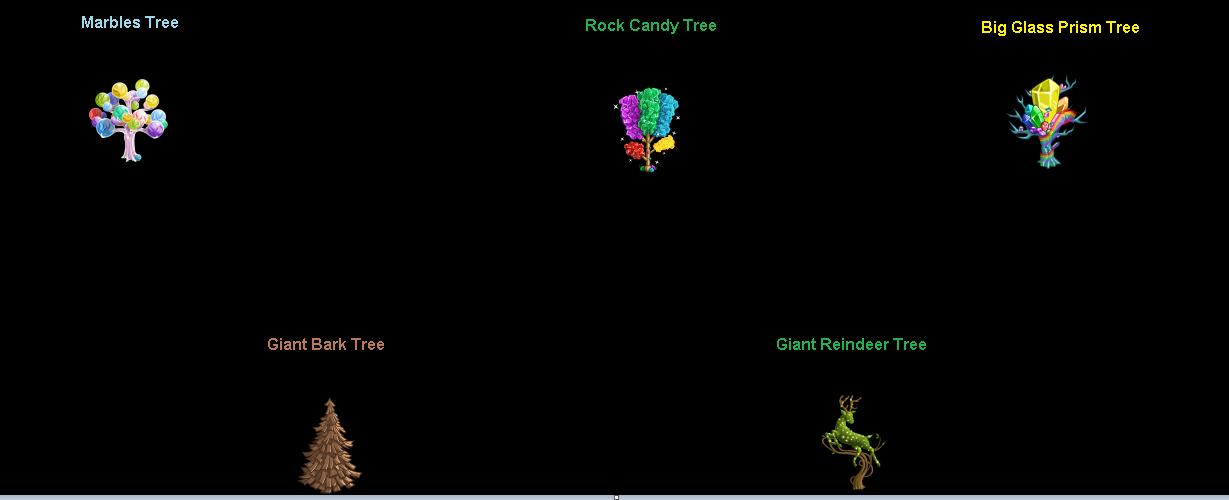 Marbles Tree
Rock Candy Tree
Big Glass Prism Tree
Giant Bark Tree
Giant Reindeer Tree